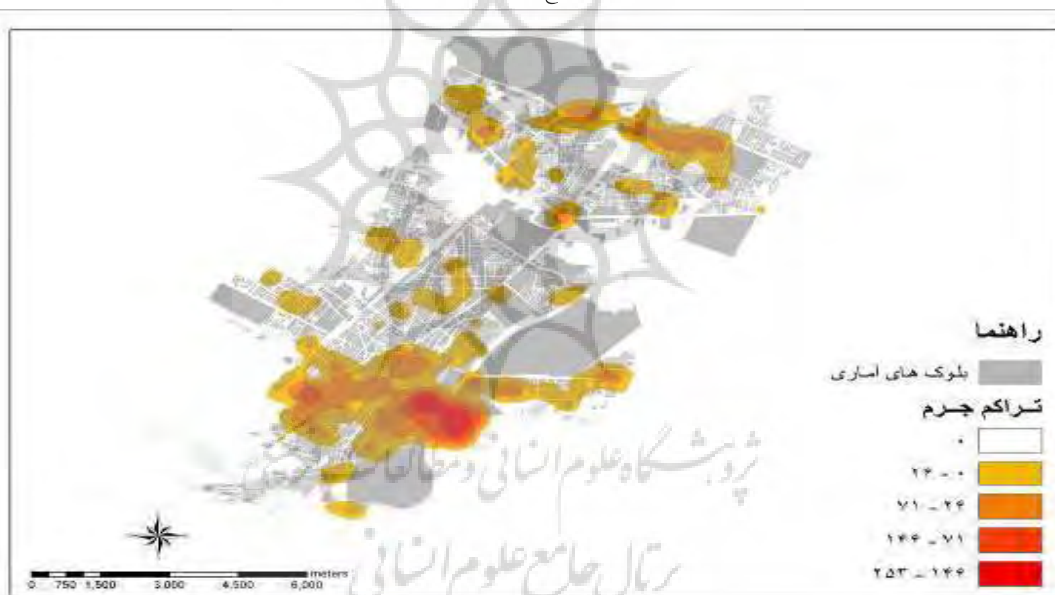 راهنما
بلوک های آماری
تراکم جرم
۰
۲۴ - ۰
۷۱ - ۲۴
۱۴۶ - ۷۱
۲۵۳ - ۱۴۶
پژوهشگاه علوم انسانی و مطالعات فرهنگی
پرتال جامع علوم انسانی
meters
0 750 1,500 3,000 4,500 6,000